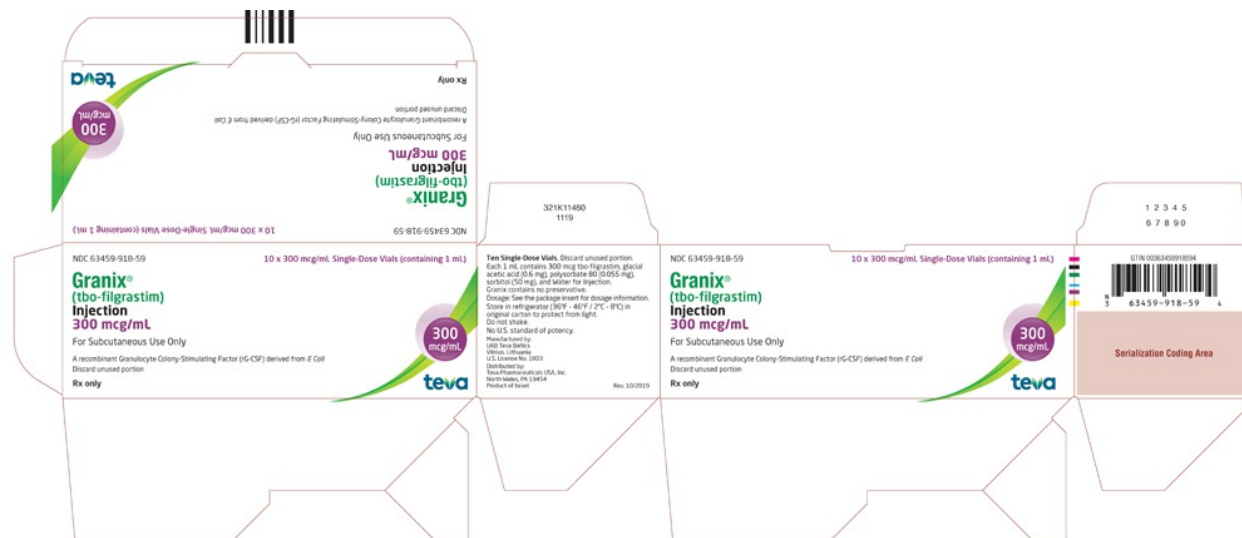 teva
Rx only
Discard unused portion
A recombinant Granulocyte Colony-Stimulating Factor (rG-CSF) derived from E Coli
300
mcg/mL
For Subcutaneous Use Only
300 mcg/mL
Injection
(tbo-filgrastim)
Granix®
10 x 300 mcg/mL Single-Dose Vials (containing 1 mL)
NDC 63459-918-59
NDC 63459-918-59
10 x 300 mcg/mL Single-Dose Vials (containing 1 mL)
Granix®
(tbo-filgrastim)
Injection
300 mcg/mL
For Subcutaneous Use Only
A recombinant Granulocyte Colony-Stimulating Factor (rG-CSF) derived from E Coli
Discard unused portion
Rx only
300
mcg/mL
teva
321K11460
1119
Ten Single-Dose Vials. Discard unused portion.
Each 1 mL contains 300 mcg tbo-filgrastim, glacial
acetic acid (0.6 mg), polysorbate 80 (0.055 mg),
sorbitol (50 mg), and Water for Injection.
Granix contains no preservative.
Dosage: See the package insert for dosage information.
Store in refrigerator (36°F - 46°F / 2°C - 8°C) in
original carton to protect from light.
Do not shake.
No U.S. standard of potency.
Manufactured by:
UAB Teva Baltics
Vilnius, Lithuania
U.S. License No. 1803
Distributed by:
Teva Pharmaceuticals USA, Inc.
North Wales, PA 19454
Product of Israel
Rev. 10/2019
NDC 63459-918-59
10 x 300 mcg/mL Single-Dose Vials (containing 1 mL)
Granix®
(tbo-filgrastim)
Injection
300 mcg/mL
For Subcutaneous Use Only
A recombinant Granulocyte Colony-Stimulating Factor (rG-CSF) derived from E Coli
Discard unused portion
Rx only
300
mcg/mL
teva
1 2 3 4 5
6 7 8 9 0
GTIN 00363459918594
N
3 63459-918-59 4
Serialization Coding Area